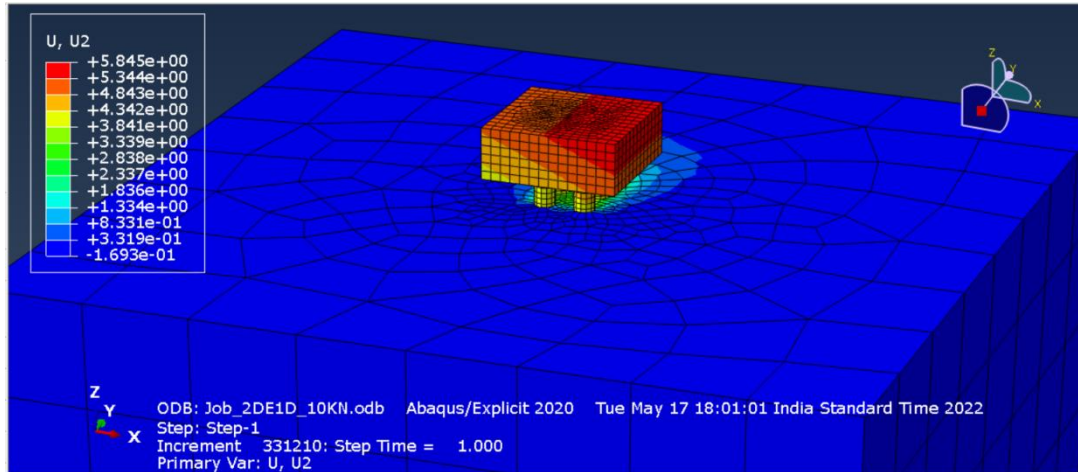 U, U2
+5.845e+00
+5.344e+00
+4.843e+00
+4.342e+00
+3.841e+00
+3.339e+00
+2.838e+00
+2.337e+00
+1.836e+00
+1.334e+00
+8.331e-01
+3.319e-01
-1.693e-01
Z
Y
X
Z
Y
X
ODB: Job_2DE1D_10KN.odb Abaqus/Explicit 2020 Tue May 17 18:01:01 India Standard Time 2022
Step: Step-1
Increment 331210: Step Time = 1.000
Primary Var: U, U2